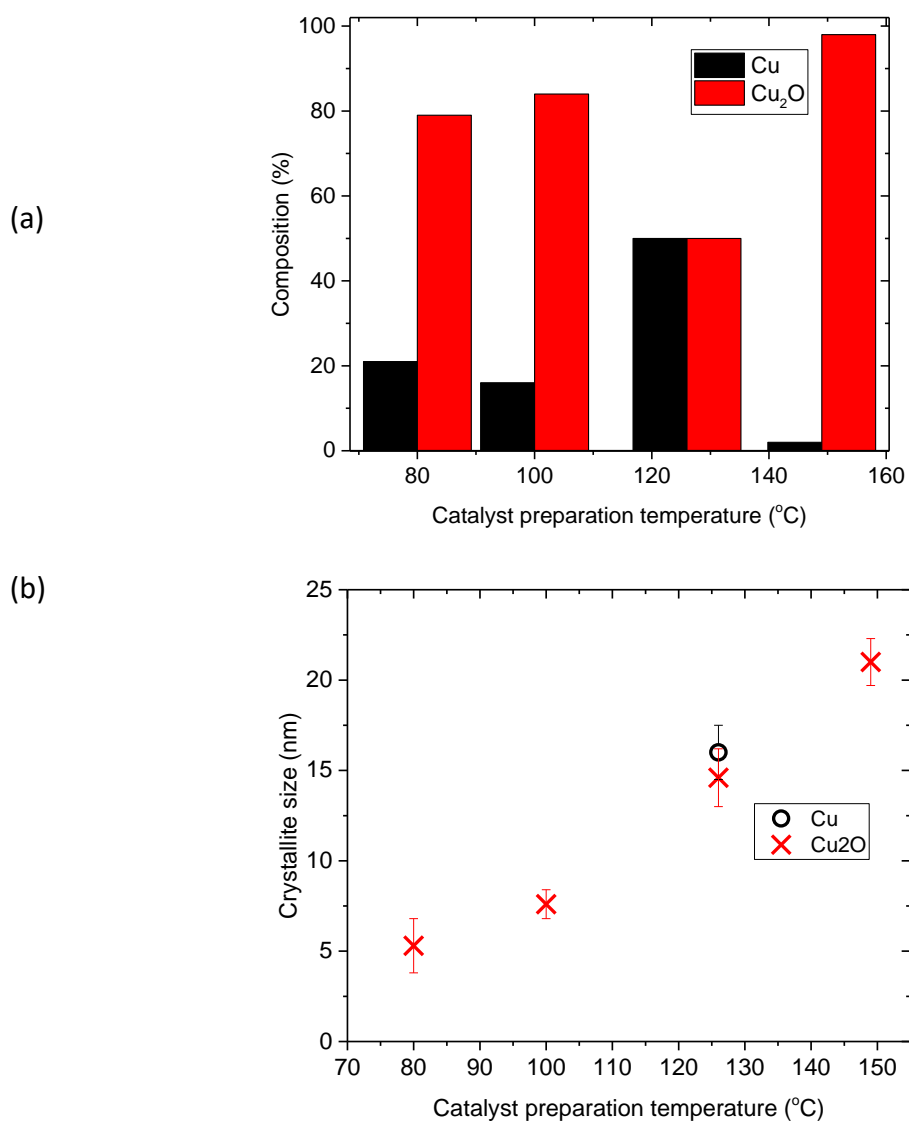 (a)
100
80
60
40
20
0
Composition (%)
Cu
Cu₂O
80 100 120 140 160
Catalyst preparation temperature (°C)
(b)
25
20
15
10
5
0
Crystallite size (nm)
Cu
Cu2O
70 80 90 100 110 120 130 140 150
Catalyst preparation temperature (°C)